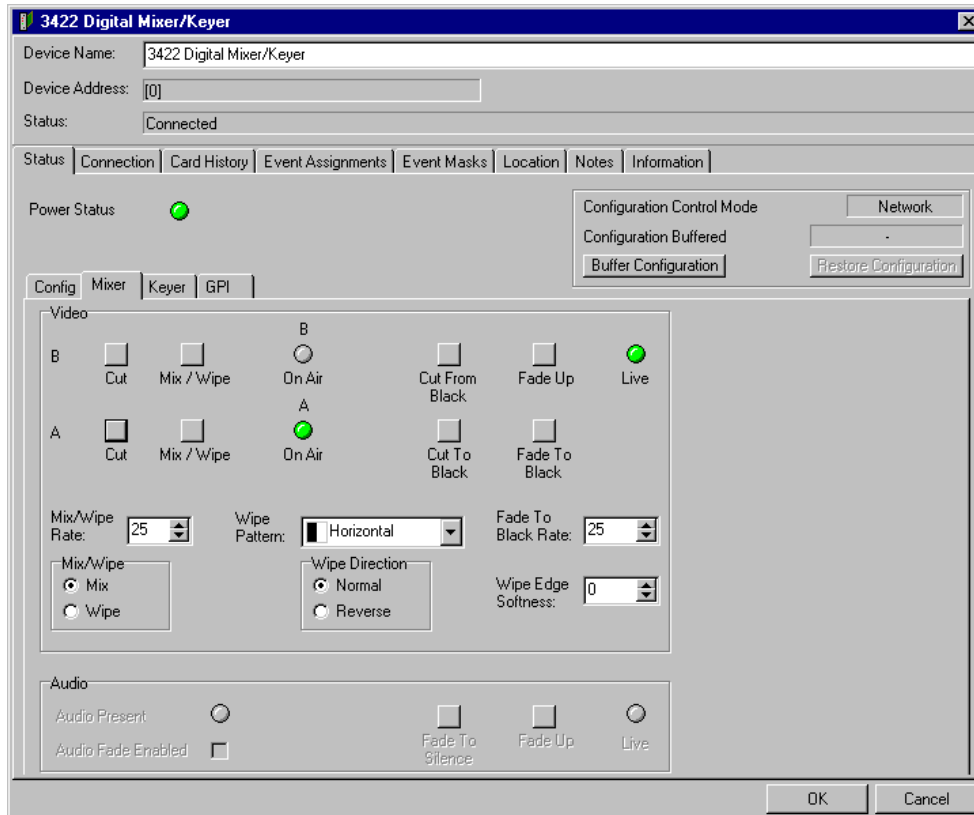 3422 Digital Mixer/Keyer
Device Name: 3422 Digital Mixer/Keyer
Device Address: [0]
Status: Connected
Status Connection Card History Event Assignments Event Masks Location Notes Information
Power Status
Configuration Control Mode Network
Configuration Buffered -
Buffer Configuration Restore Configuration
Config Mixer Keyer GPI
Video
B
B
Cut Mix / Wipe On Air Cut From Black Fade Up Live
A
A
Cut Mix / Wipe On Air Cut To Black Fade To Black
Mix/Wipe Rate: 25 Wipe Pattern: Horizontal Fade To Black Rate: 25
Mix/Wipe
Mix
Wipe
Wipe Direction
Normal
Reverse
Wipe Edge Softness: 0
Audio
Audio Present
Audio Fade Enabled
Fade To Silence Fade Up Live
OK Cancel